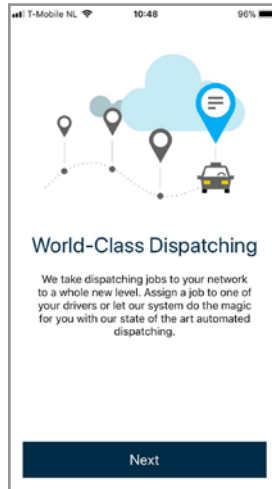 T-Mobile NL 10:48 96%
World-Class Dispatching
We take dispatching jobs to your network
to a whole new level. Assign a job to one of
your drivers or let our system do the magic
for you with our state of the art automated
dispatching.
Next